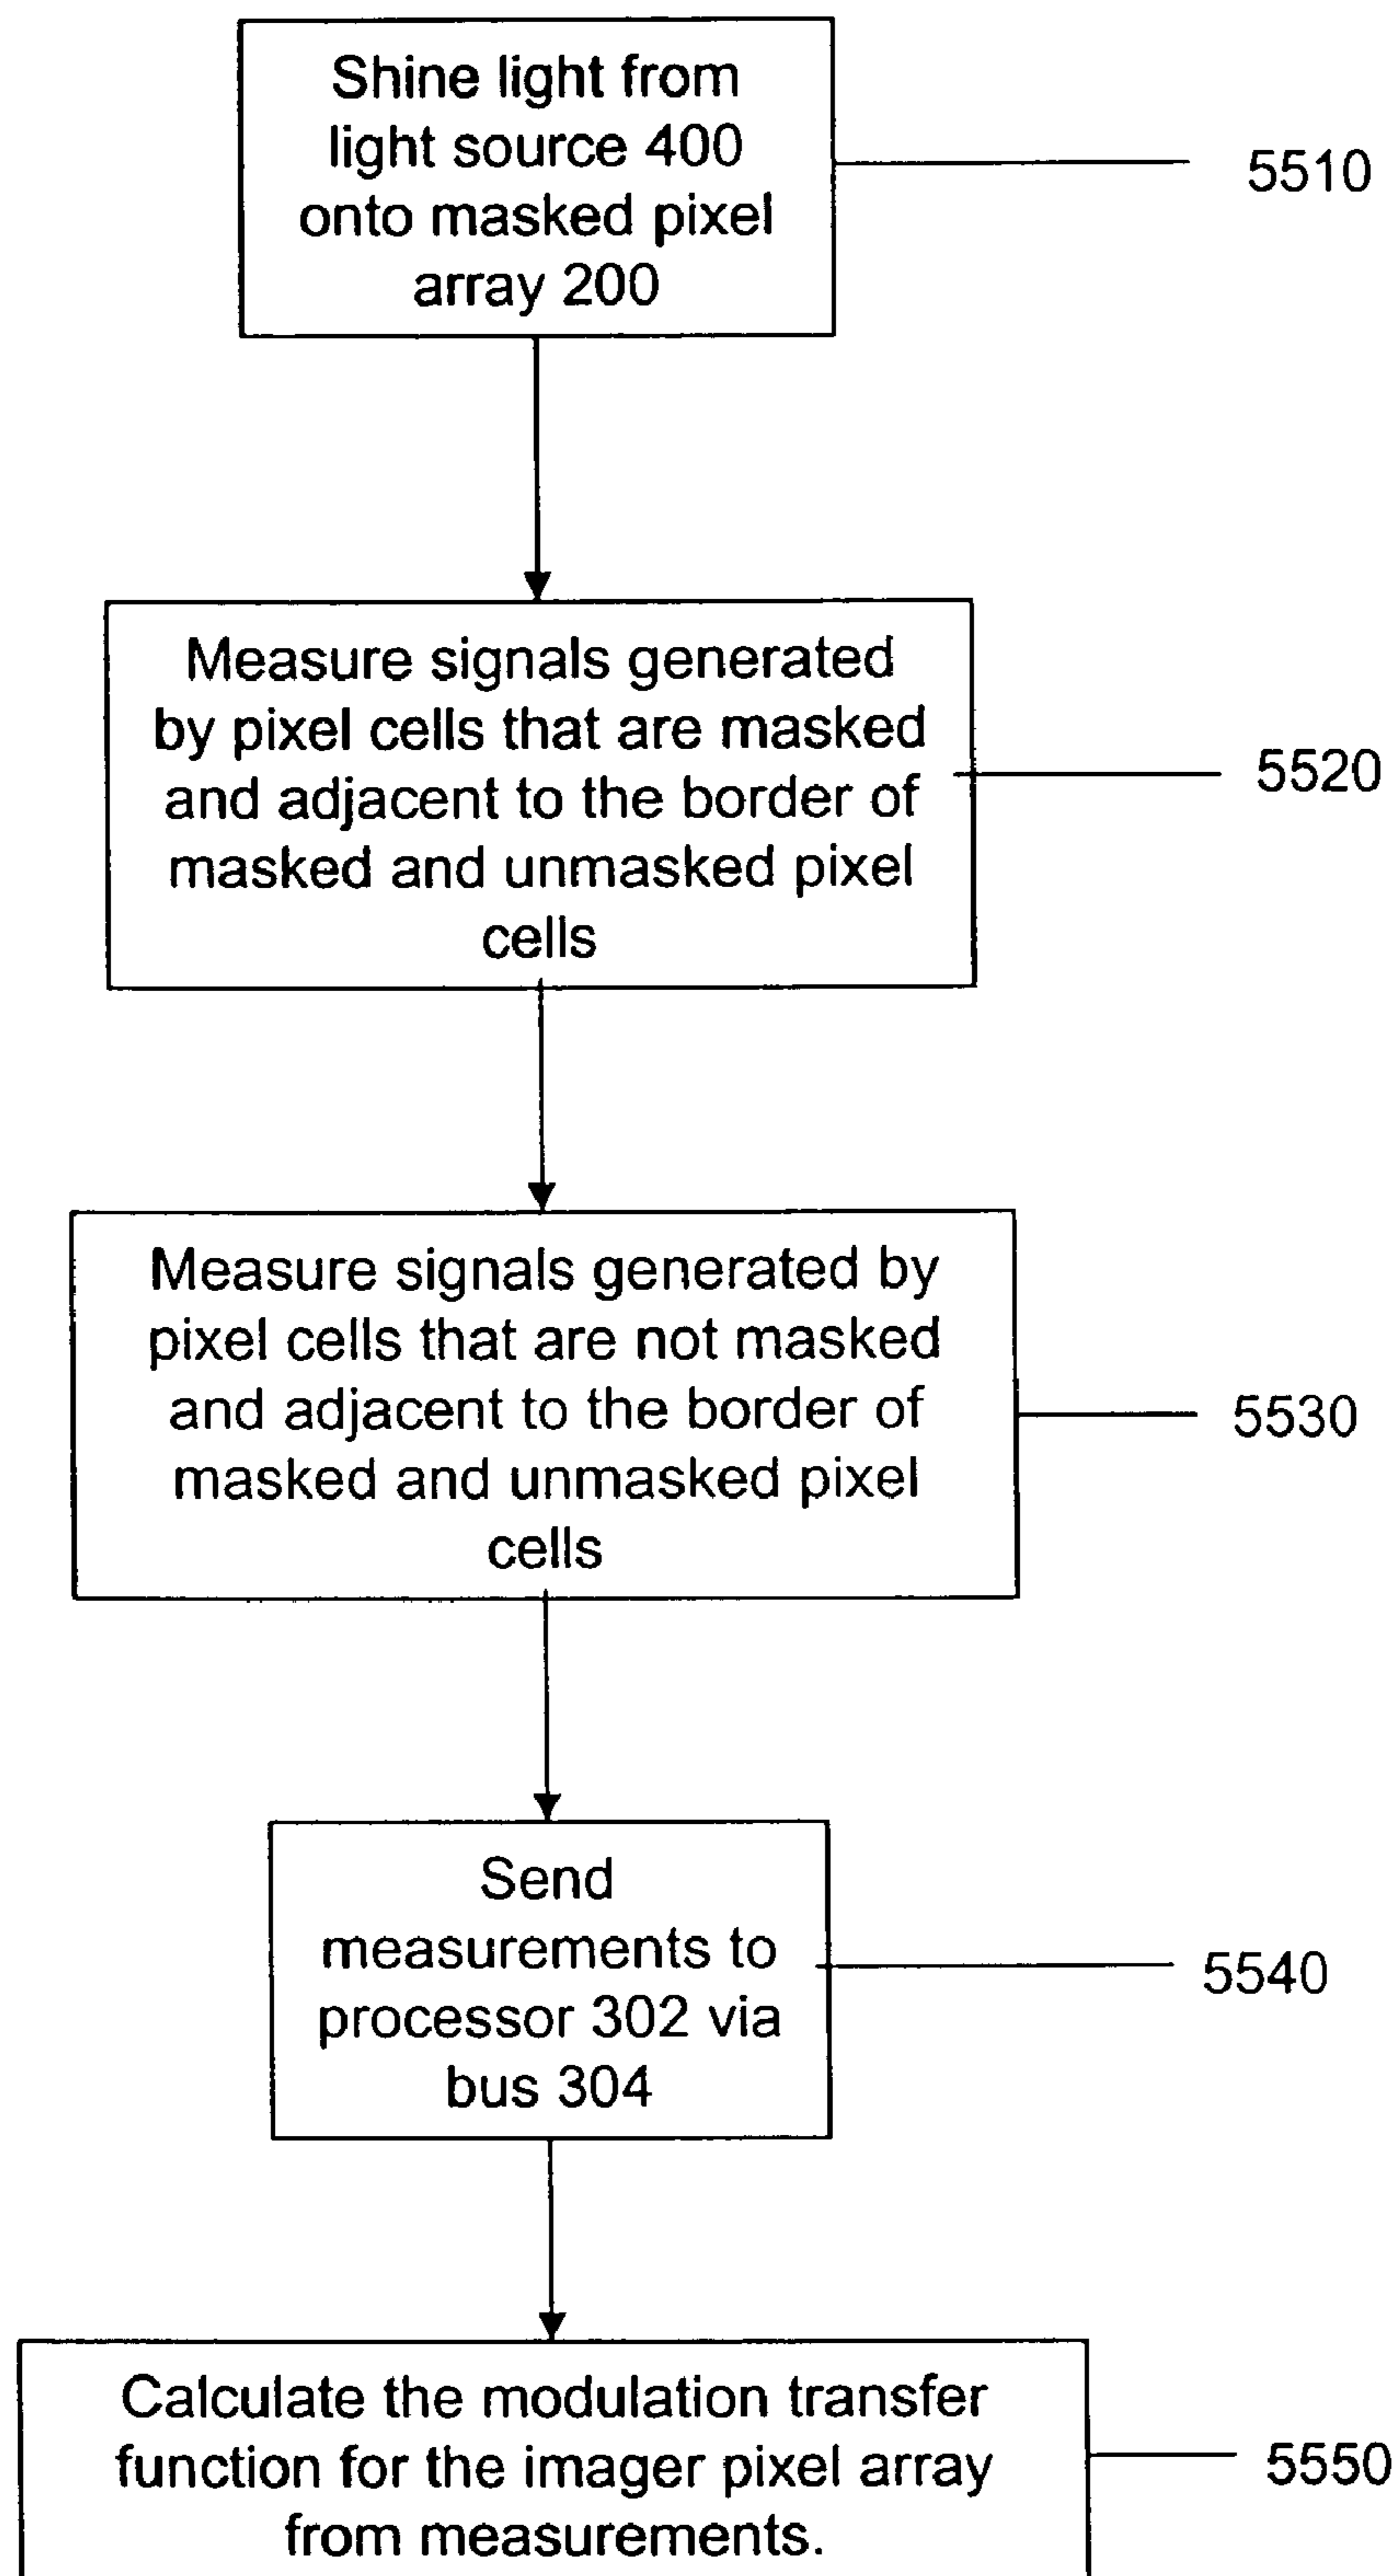 Shine light from
light source 400
onto masked pixel
array 200
5510
Measure signals generated
by pixel cells that are masked
and adjacent to the border of
masked and unmasked pixel
cells
5520
Measure signals generated by
pixel cells that are not masked
and adjacent to the border of
masked and unmasked pixel
cells
5530
Send
measurements to
processor 302 via
bus 304
5540
Calculate the modulation transfer
function for the imager pixel array
from measurements.
5550